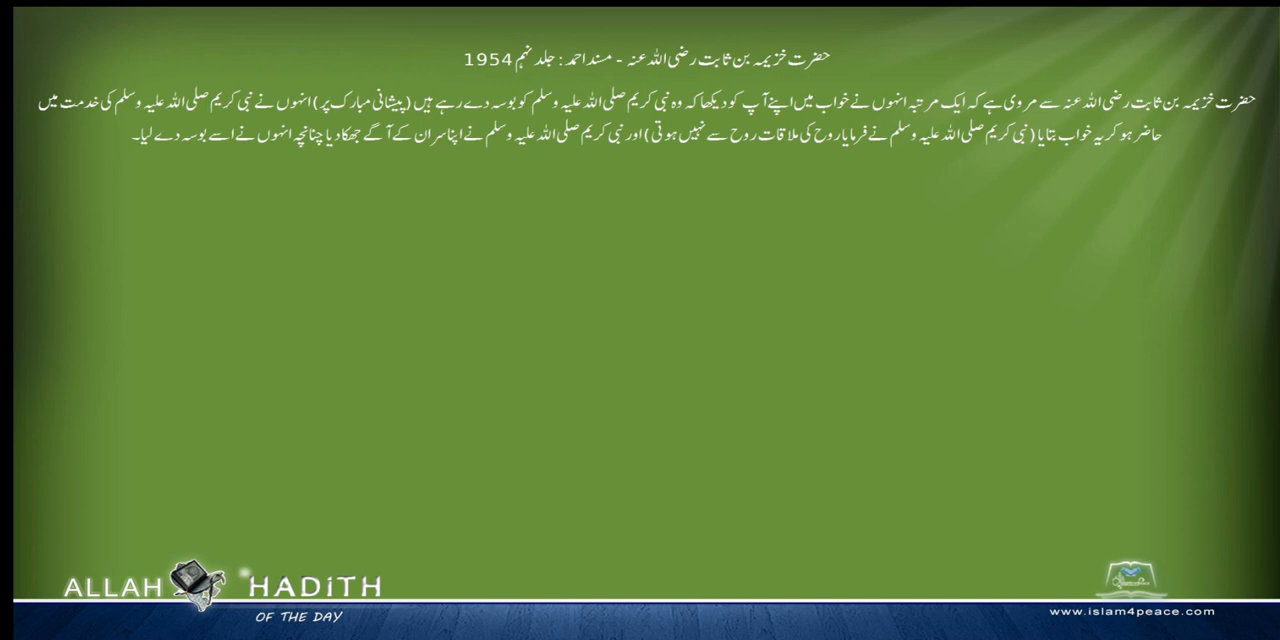 حضرت خزیمہ بن ثابت رضی اللہ عنہ - مسند احمد : جلد نہم 1954
حضرت خزیمہ بن ثابت رضی اللہ عنہ سے مروی ہے کہ ایک مرتبہ انہوں نے خواب میں اپنے آپ کو دیکھا کہ وہ نبی کریم صلی اللہ علیہ وسلم کو بوسہ دے رہے ہیں (پیشانی مبارک پر) انہوں نے نبی کریم صلی اللہ علیہ وسلم کی خدمت میں
حاضر ہو کر یہ خواب بتایا (نبی کریم صلی اللہ علیہ وسلم نے فرمایا روح کی ملاقات روح سے نہیں ہوتی) اور نبی کریم صلی اللہ علیہ وسلم نے اپنا سر ان کے آگے جھکا دیا چنانچہ انہوں نے اسے بوسہ دے لیا۔
ALLAH HADITH
OF THE DAY
www.islam4peace.com